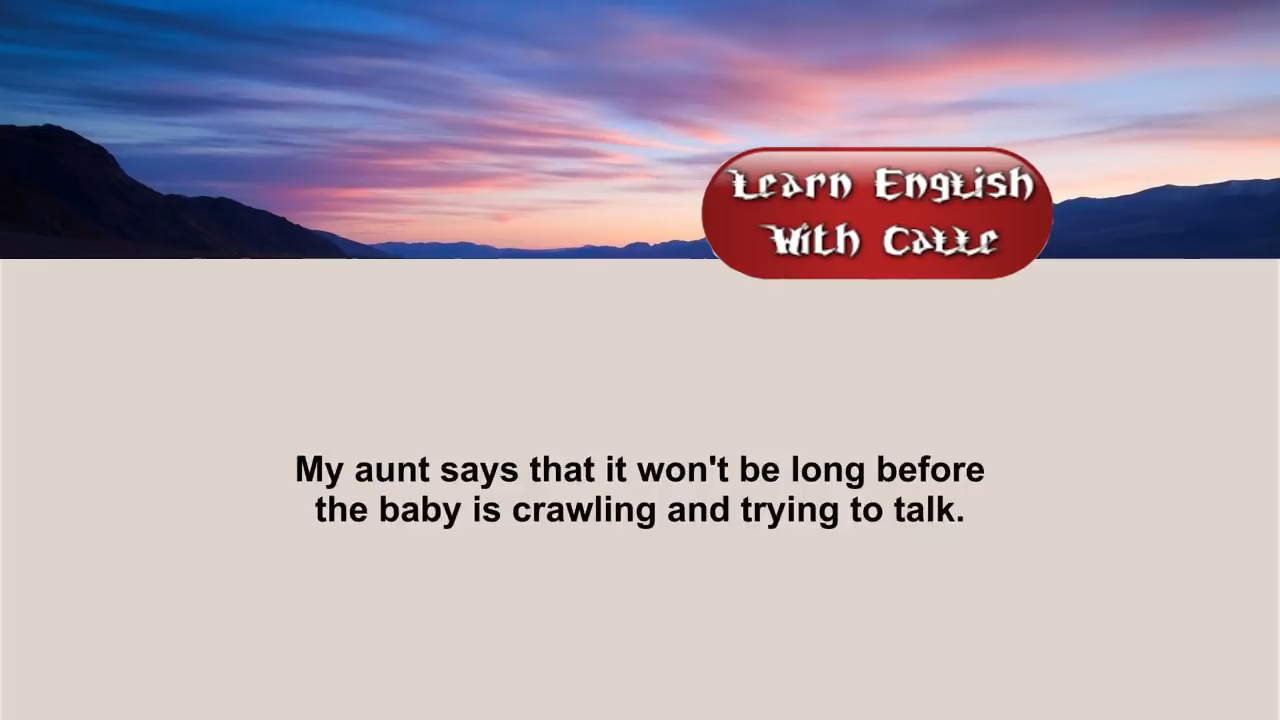 Learn English
With Calle
My aunt says that it won't be long before
the baby is crawling and trying to talk.